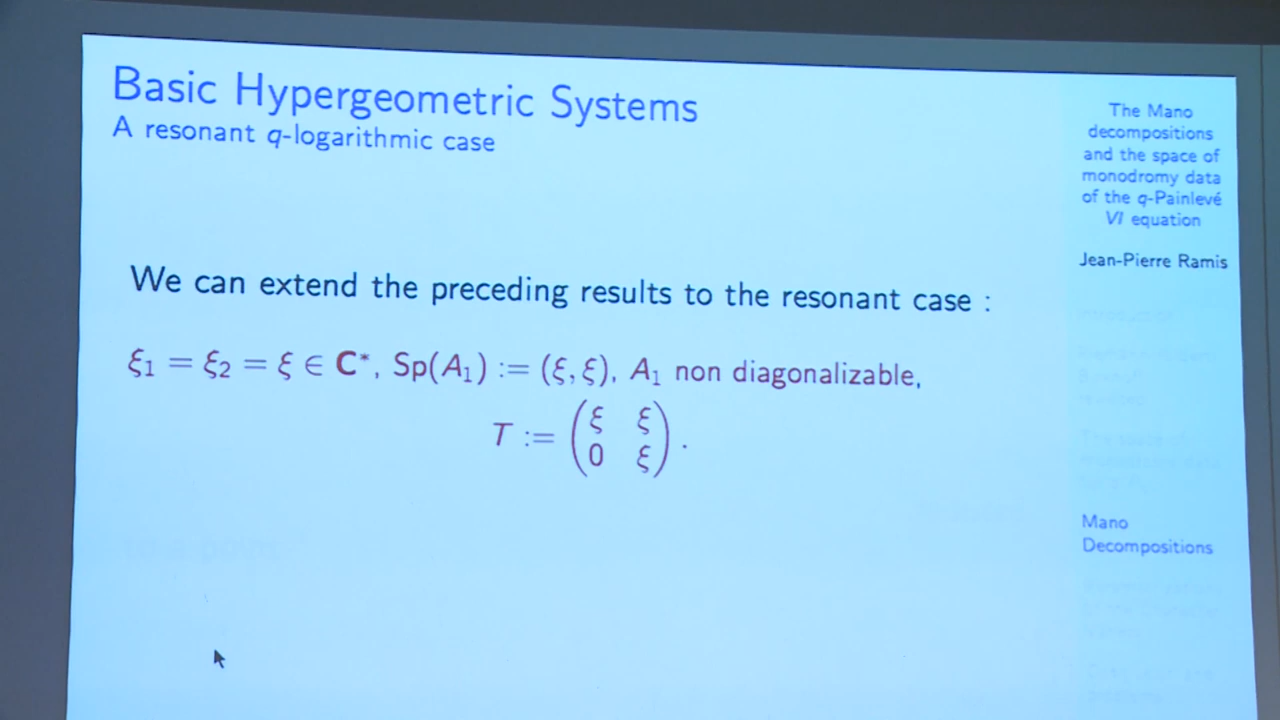 Basic Hypergeometric Systems
A resonant q-logarithmic case
We can extend the preceding results to the resonant case :
ξ₁ = ξ₂ = ξ ∈ C*, Sp(A₁) := (ξ, ξ), A₁ non diagonalizable,
T := (ξ ξ
0 ξ).
The Mano
decompositions
and the space of
monodromy data
of the q-Painlevé
VI equation
Jean-Pierre Ramis
Mano
Decompositions